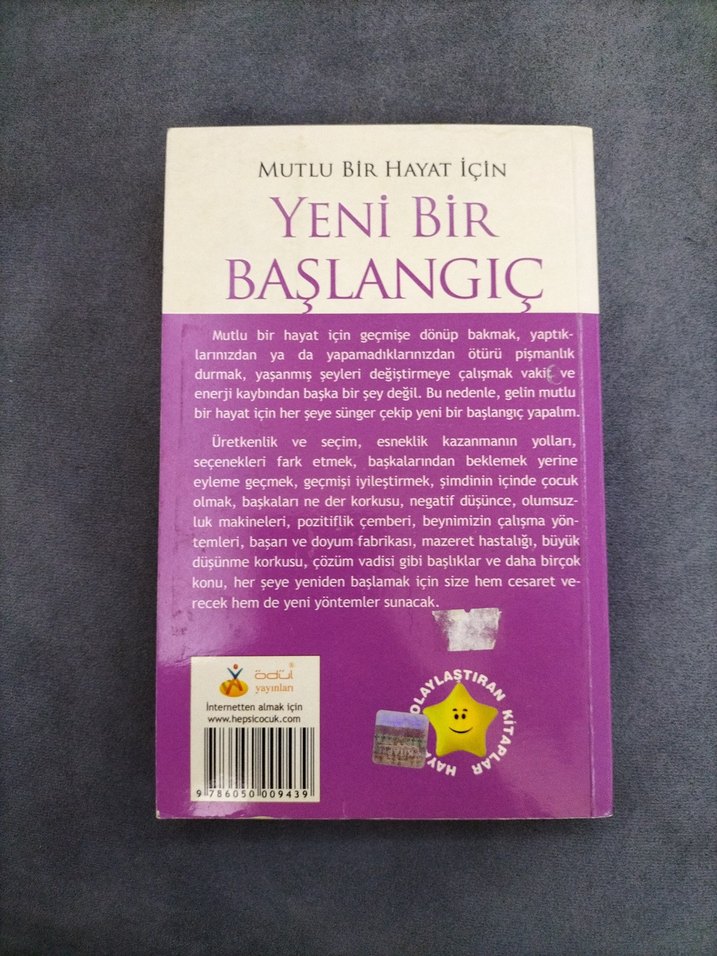 MUTLU BİR HAYAT İÇİN
YENİ BİR
BAŞLANGIÇ
Mutlu bir hayat için geçmişe dönüp bakmak, yaptık-
larınızdan ya da yapamadıklarınızdan ötürü pişmanlık
durmak, yaşanmış şeyleri değiştirmeye çalışmak vakit ve
enerji kaybından başka bir şey değil. Bu nedenle, gelin mutlu
bir hayat için her şeye sünger çekip yeni bir başlangıç yapalım.
Üretkenlik ve seçim, esneklik kazanmanın yolları,
seçenekleri fark etmek, başkalarından beklemek yerine
eyleme geçmek, geçmişi iyileştirmek, şimdinin içinde çocuk
olmak, başkaları ne der korkusu, negatif düşünce, olumsuz-
luk makineleri, pozitiflik çemberi, beynimizin çalışma yön-
temleri, başarı ve doyum fabrikası, mazeret hastalığı, büyük
düşünme korkusu, çözüm vadisi gibi başlıklar ve daha birçok
konu, her şeye yeniden başlamak için size hem cesaret ve-
recek hem de yeni yöntemler sunacak.
ödül®
yayınları
İnternetten almak için
www.hepsicocuk.com
9 786050 009439
OLAYLAŞTIRAN KİTAPLAR
HAYA